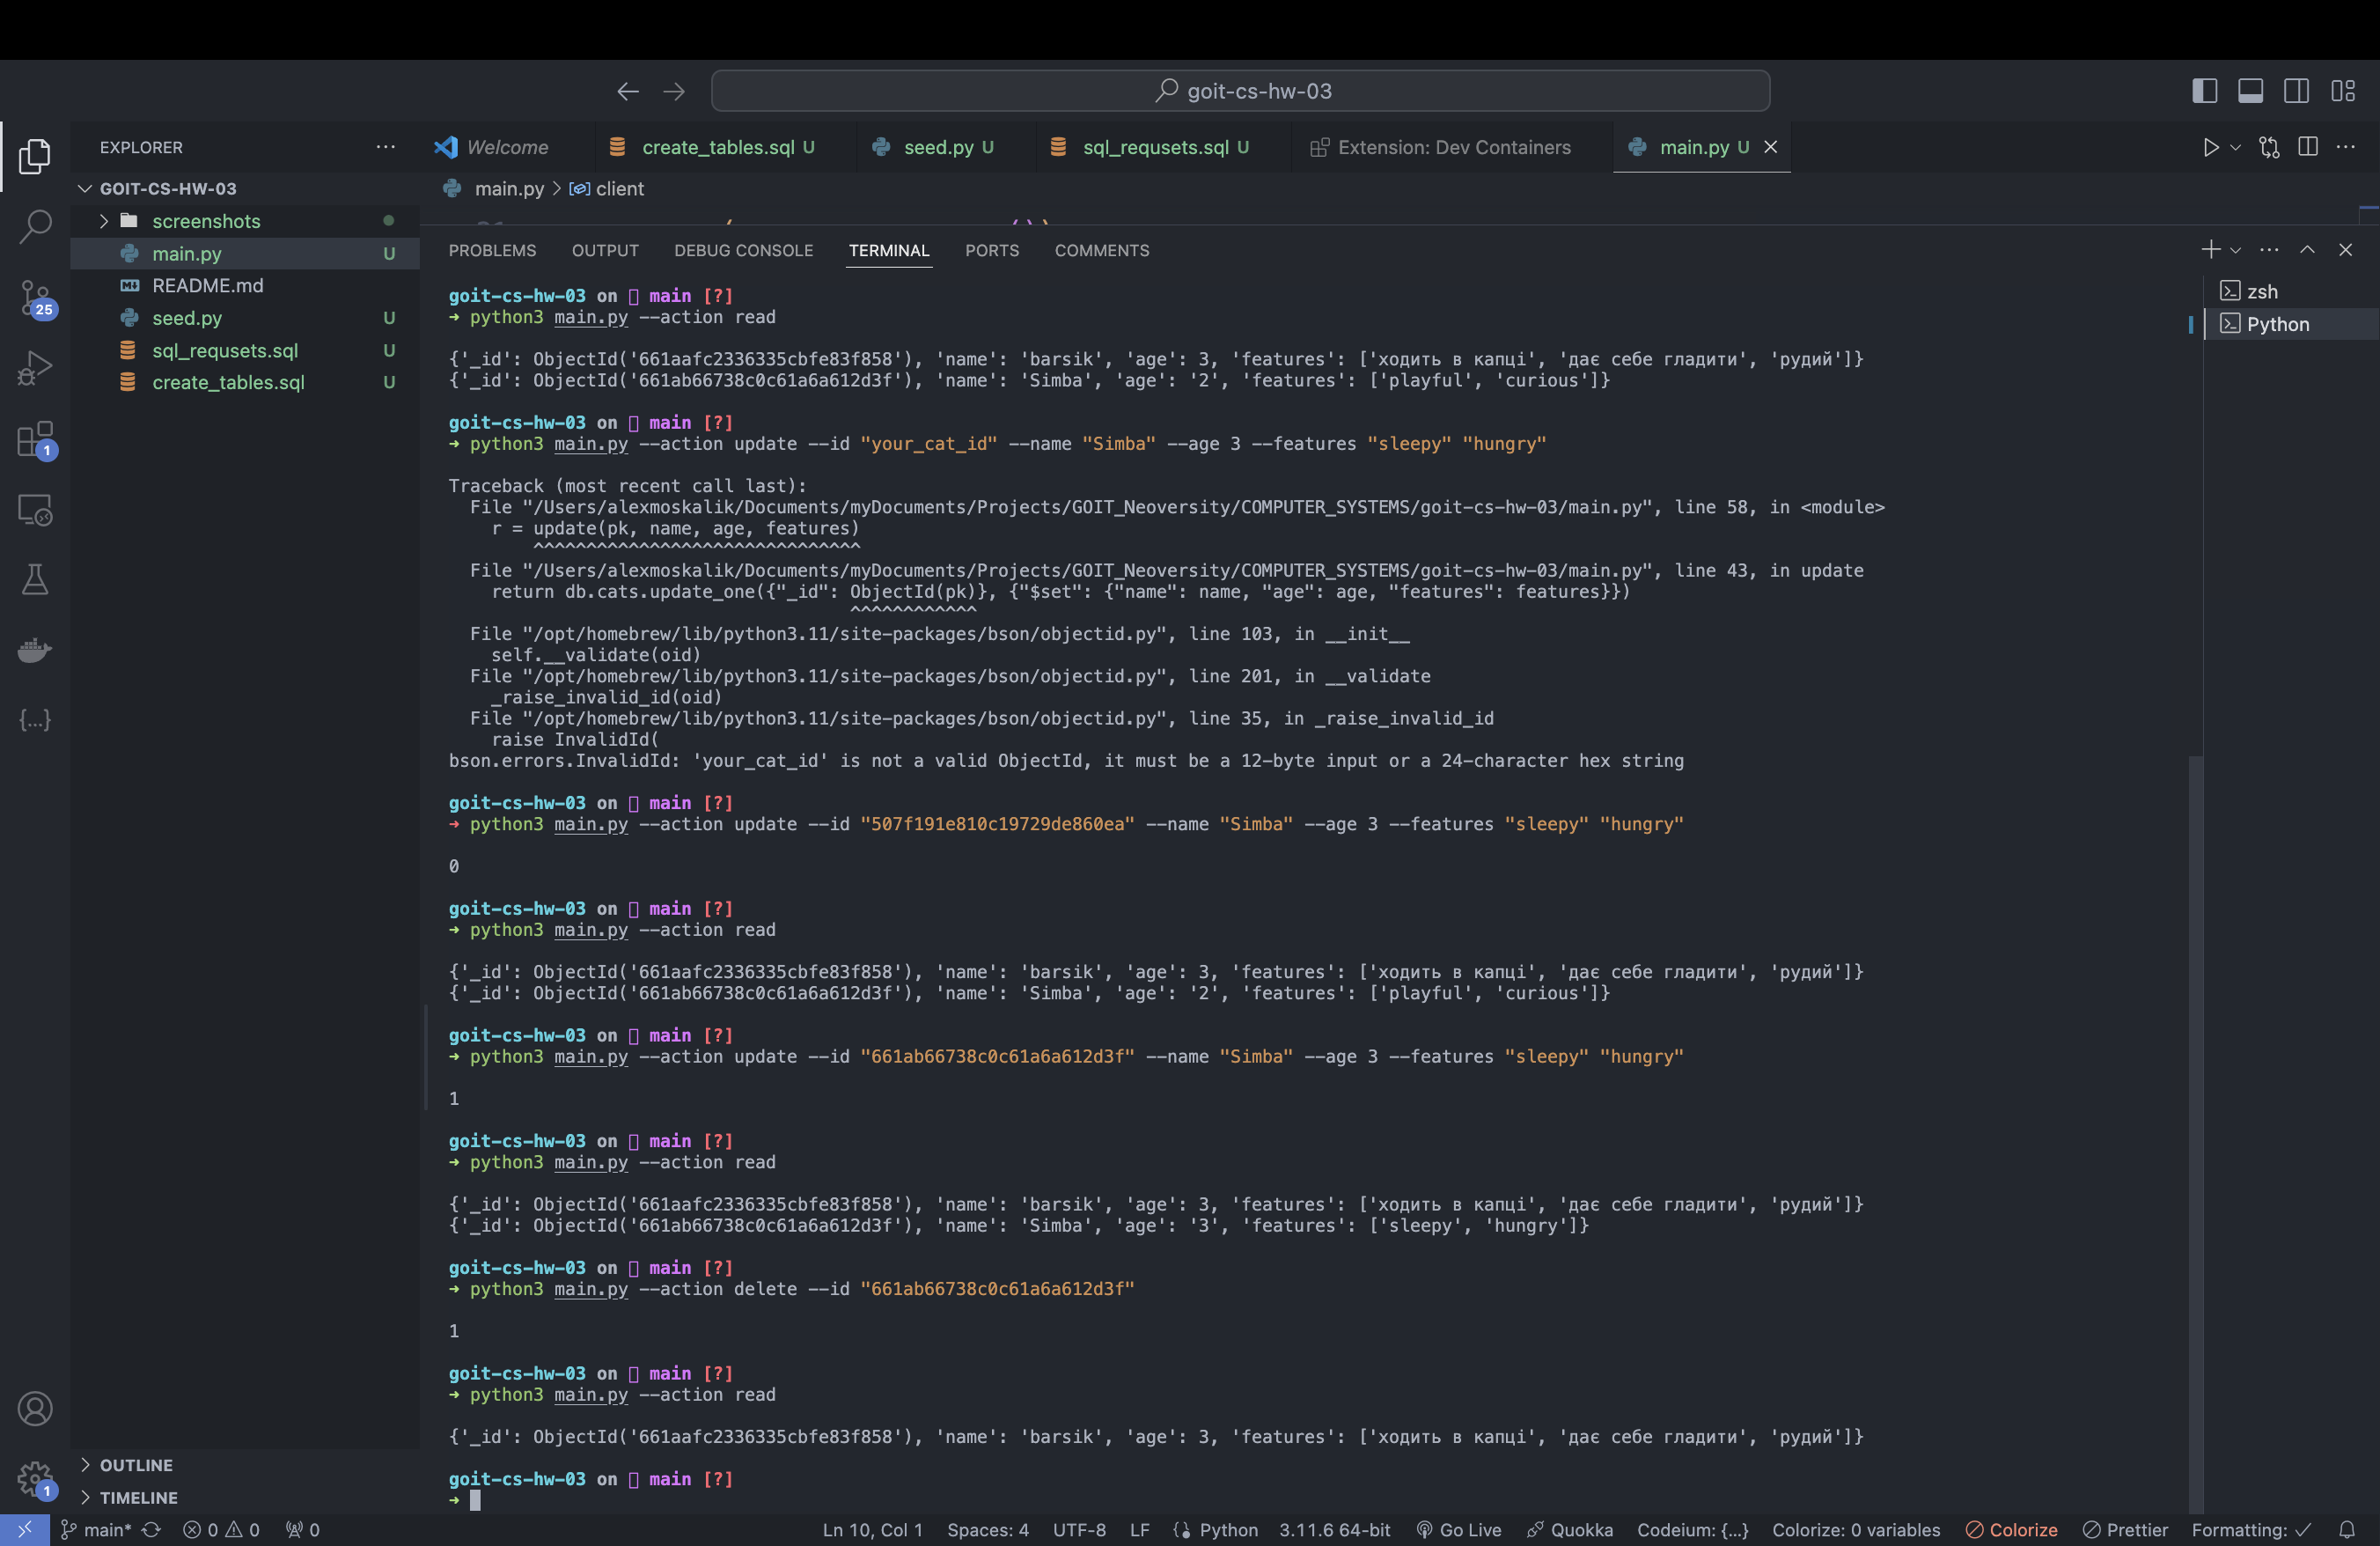 goit-cs-hw-03
EXPLORER
Welcome
create_tables.sql U
seed.py U
sql_requsets.sql U
Extension: Dev Containers
main.py U
GOIT-CS-HW-03
main.py > client
screenshots
main.py U
README.md
seed.py U
sql_requsets.sql U
create_tables.sql U
25
1
PROBLEMS OUTPUT DEBUG CONSOLE TERMINAL PORTS COMMENTS
zsh
Python
goit-cs-hw-03 on main [?]
➜ python3 main.py --action read
{'_id': ObjectId('661aafc2336335cbfe83f858'), 'name': 'barsik', 'age': 3, 'features': ['ходить в капці', 'дає себе гладити', 'рудий']}
{'_id': ObjectId('661ab66738c0c61a6a612d3f'), 'name': 'Simba', 'age': '2', 'features': ['playful', 'curious']}
goit-cs-hw-03 on main [?]
➜ python3 main.py --action update --id "your_cat_id" --name "Simba" --age 3 --features "sleepy" "hungry"
Traceback (most recent call last):
File "/Users/alexmoskalik/Documents/myDocuments/Projects/GOIT_Neoversity/COMPUTER_SYSTEMS/goit-cs-hw-03/main.py", line 58, in <module>
r = update(pk, name, age, features)
^^^^^^^^^^^^^^^^^^^^^^^^^^^^^^^
File "/Users/alexmoskalik/Documents/myDocuments/Projects/GOIT_Neoversity/COMPUTER_SYSTEMS/goit-cs-hw-03/main.py", line 43, in update
return db.cats.update_one({"_id": ObjectId(pk)}, {"$set": {"name": name, "age": age, "features": features}})
^^^^^^^^^^^^
File "/opt/homebrew/lib/python3.11/site-packages/bson/objectid.py", line 103, in __init__
self.__validate(oid)
File "/opt/homebrew/lib/python3.11/site-packages/bson/objectid.py", line 201, in __validate
_raise_invalid_id(oid)
File "/opt/homebrew/lib/python3.11/site-packages/bson/objectid.py", line 35, in _raise_invalid_id
raise InvalidId(
bson.errors.InvalidId: 'your_cat_id' is not a valid ObjectId, it must be a 12-byte input or a 24-character hex string
goit-cs-hw-03 on main [?]
➜ python3 main.py --action update --id "507f191e810c19729de860ea" --name "Simba" --age 3 --features "sleepy" "hungry"
0
goit-cs-hw-03 on main [?]
➜ python3 main.py --action read
{'_id': ObjectId('661aafc2336335cbfe83f858'), 'name': 'barsik', 'age': 3, 'features': ['ходить в капці', 'дає себе гладити', 'рудий']}
{'_id': ObjectId('661ab66738c0c61a6a612d3f'), 'name': 'Simba', 'age': '2', 'features': ['playful', 'curious']}
goit-cs-hw-03 on main [?]
➜ python3 main.py --action update --id "661ab66738c0c61a6a612d3f" --name "Simba" --age 3 --features "sleepy" "hungry"
1
goit-cs-hw-03 on main [?]
➜ python3 main.py --action read
{'_id': ObjectId('661aafc2336335cbfe83f858'), 'name': 'barsik', 'age': 3, 'features': ['ходить в капці', 'дає себе гладити', 'рудий']}
{'_id': ObjectId('661ab66738c0c61a6a612d3f'), 'name': 'Simba', 'age': '3', 'features': ['sleepy', 'hungry']}
goit-cs-hw-03 on main [?]
➜ python3 main.py --action delete --id "661ab66738c0c61a6a612d3f"
1
goit-cs-hw-03 on main [?]
➜ python3 main.py --action read
{'_id': ObjectId('661aafc2336335cbfe83f858'), 'name': 'barsik', 'age': 3, 'features': ['ходить в капці', 'дає себе гладити', 'рудий']}
goit-cs-hw-03 on main [?]
➜
OUTLINE
TIMELINE
1
main* 0 0 0 Ln 10, Col 1 Spaces: 4 UTF-8 LF Python 3.11.6 64-bit Go Live Quokka Codeium: {...} Colorize: 0 variables Colorize Prettier Formatting: ✓